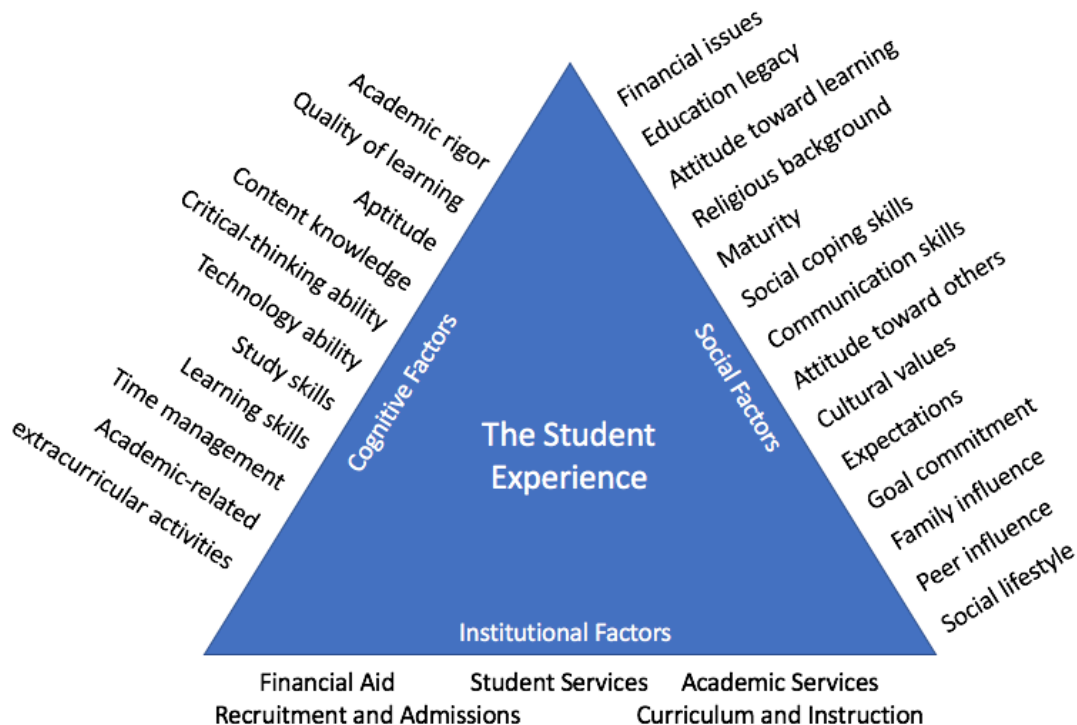 Academic rigor
Quality of learning
Aptitude
Content knowledge
Critical-thinking ability
Technology ability
Study skills
Learning skills
Time management
Academic-related
extracurricular activities
Cognitive Factors
The Student
Experience
Social Factors
Financial issues
Education legacy
Attitude toward learning
Religious background
Maturity
Social coping skills
Communication skills
Attitude toward others
Cultural values
Expectations
Goal commitment
Family influence
Peer influence
Social lifestyle
Institutional Factors
Financial Aid Student Services Academic Services
Recruitment and Admissions Curriculum and Instruction